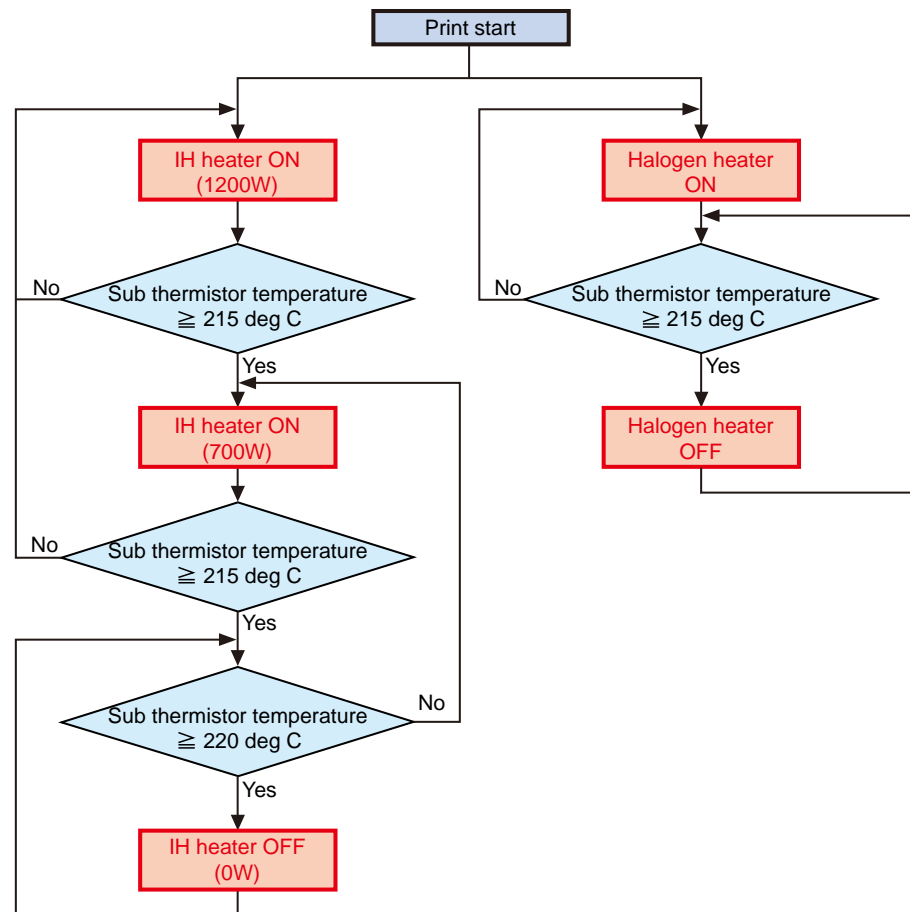 Print start
IH heater ON
(1200W)
Halogen heater
ON
No
Sub thermistor temperature
≧ 215 deg C
No
Sub thermistor temperature
≧ 215 deg C
Yes
Yes
IH heater ON
(700W)
Halogen heater
OFF
No
Sub thermistor temperature
≧ 215 deg C
Yes
Sub thermistor temperature
≧ 220 deg C
No
Yes
IH heater OFF
(0W)